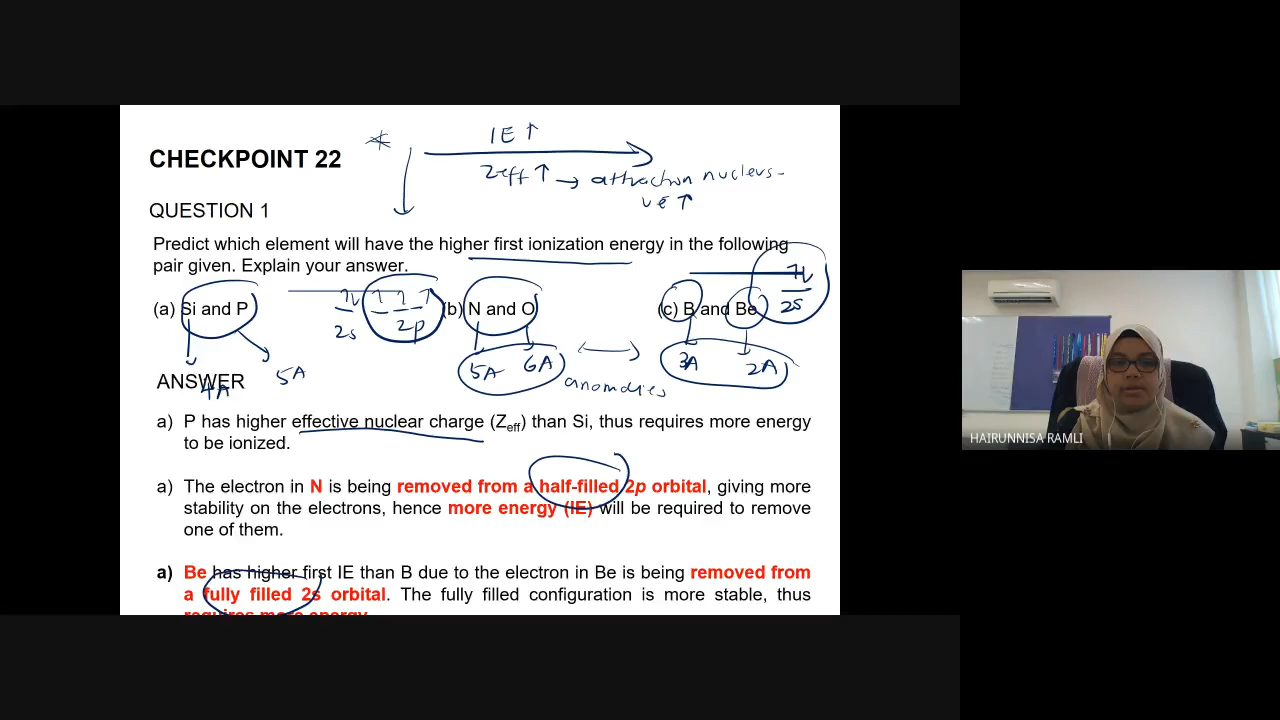 IE ↑
CHECKPOINT 22
Zeff ↑ → attraction nucleus-
ve ↑
QUESTION 1
Predict which element will have the higher first ionization energy in the following
pair given. Explain your answer.
(a) Si and P
2s
2p
(b) N and O
(c) B and Be
2s
4A
5A
5A
6A
anomalies
3A
2A
ANSWER
a) P has higher effective nuclear charge (Zeff) than Si, thus requires more energy
to be ionized.
a) The electron in N is being removed from a half-filled 2p orbital, giving more
stability on the electrons, hence more energy (IE) will be required to remove
one of them.
a) Be has higher first IE than B due to the electron in Be is being removed from
a fully filled 2s orbital. The fully filled configuration is more stable, thus
requires more energy.
HAIRUNNISA RAMLI